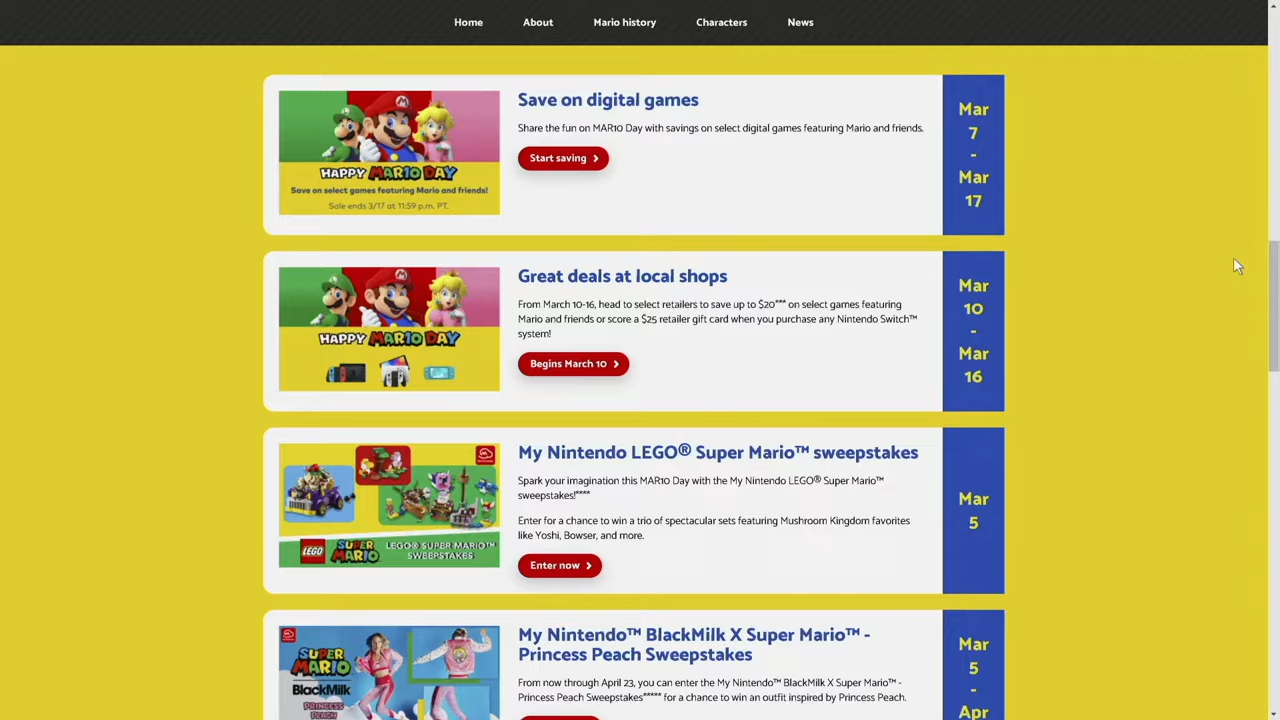 Home About Mario history Characters News
Save on digital games
Share the fun on MAR10 Day with savings on select digital games featuring Mario and friends.
Start saving
HAPPY MAR10 DAY
Save on select games featuring Mario and friends!
Sale ends 3/17 at 11:59 p.m. PT.
Mar
7
-
Mar
17
Great deals at local shops
From March 10-16, head to select retailers to save up to $20*** on select games featuring
Mario and friends or score a $25 retailer gift card when you purchase any Nintendo Switch™
system!
Begins March 10
HAPPY MAR10 DAY
Mar
10
-
Mar
16
My Nintendo LEGO® Super Mario™ sweepstakes
Spark your imagination this MAR10 Day with the My Nintendo LEGO® Super Mario™
sweepstakes!****
Enter for a chance to win a trio of spectacular sets featuring Mushroom Kingdom favorites
like Yoshi, Bowser, and more.
Enter now
LEGO SUPER MARIO LEGO® SUPER MARIO™
SWEEPSTAKES
Mar
5
My Nintendo™ BlackMilk X Super Mario™ -
Princess Peach Sweepstakes
From now through April 23, you can enter the My Nintendo™ BlackMilk X Super Mario™ -
Princess Peach Sweepstakes***** for a chance to win an outfit inspired by Princess Peach.
SUPER
MARIO
BlackMilk
PRINCESS
PEACH
Mar
5
-
Apr